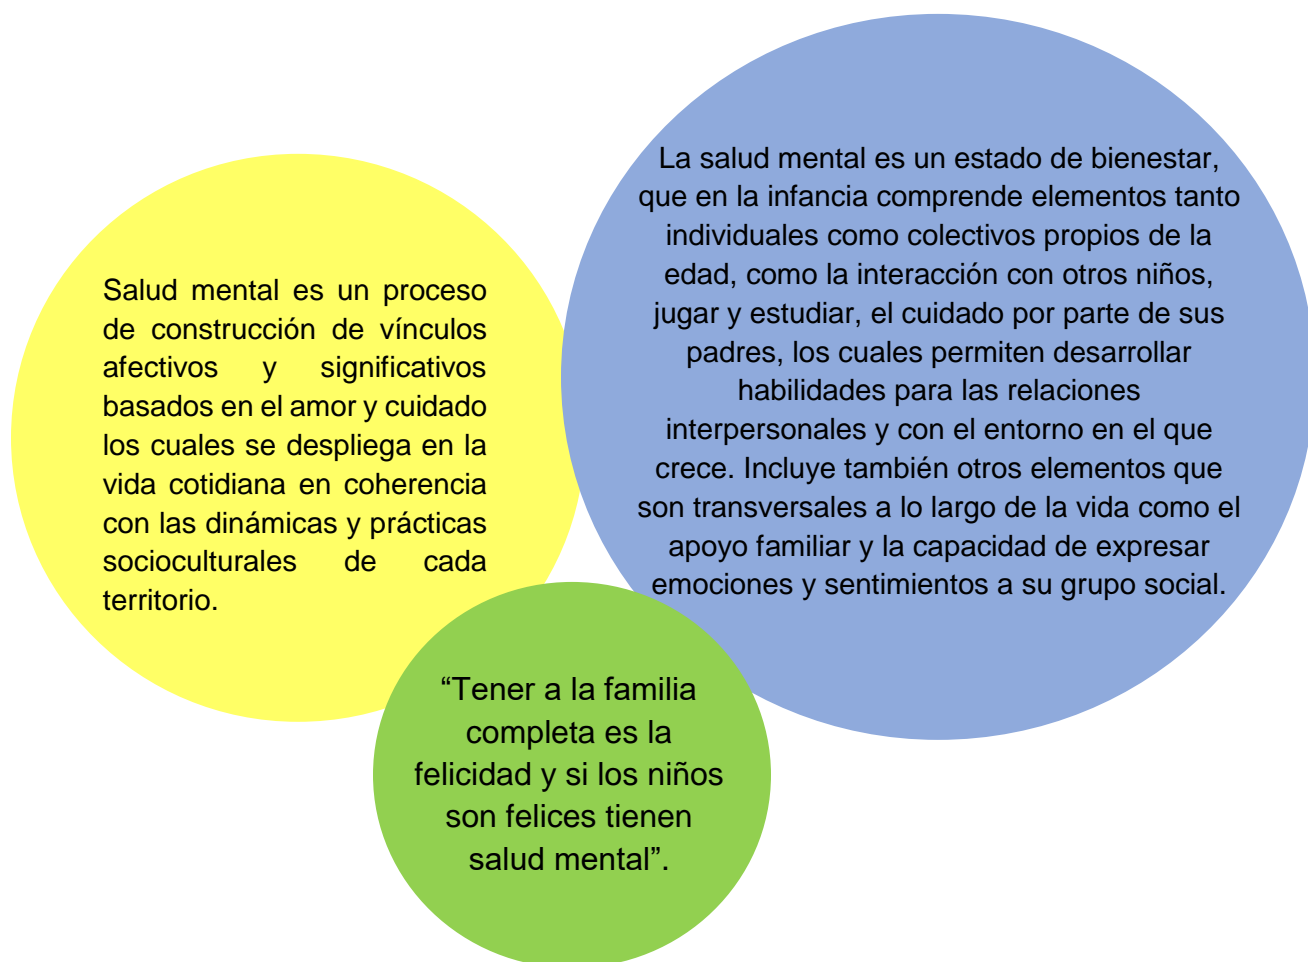 Salud mental es un proceso
de construcción de vínculos
afectivos y significativos
basados en el amor y cuidado
los cuales se despliega en la
vida cotidiana en coherencia
con las dinámicas y prácticas
socioculturales de cada
territorio.
La salud mental es un estado de bienestar,
que en la infancia comprende elementos tanto
individuales como colectivos propios de la
edad, como la interacción con otros niños,
jugar y estudiar, el cuidado por parte de sus
padres, los cuales permiten desarrollar
habilidades para las relaciones
interpersonales y con el entorno en el que
crece. Incluye también otros elementos que
son transversales a lo largo de la vida como el
apoyo familiar y la capacidad de expresar
emociones y sentimientos a su grupo social.
“Tener a la familia
completa es la
felicidad y si los niños
son felices tienen
salud mental”.